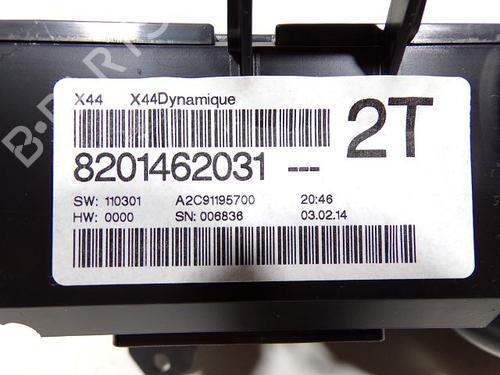 X44 X44Dynamique
2T
8201462031 ---
SW: 110301 A2C91195700 20:46
HW: 0000 SN: 006836 03.02.14